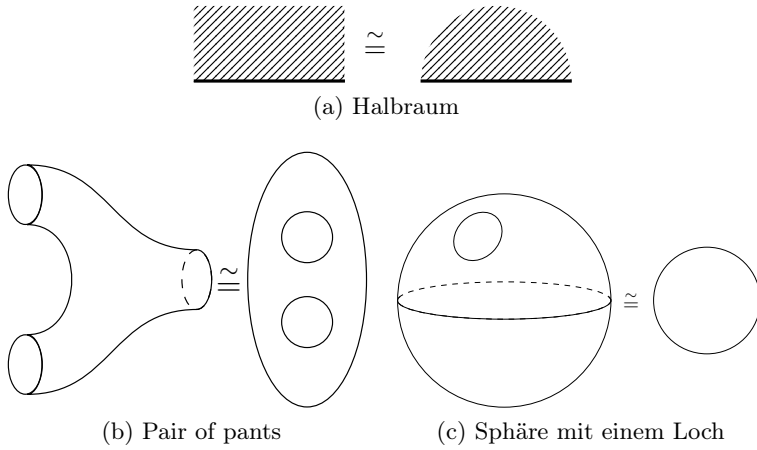 ≅
(a) Halbraum
≅
≅
(b) Pair of pants
(c) Sphäre mit einem Loch